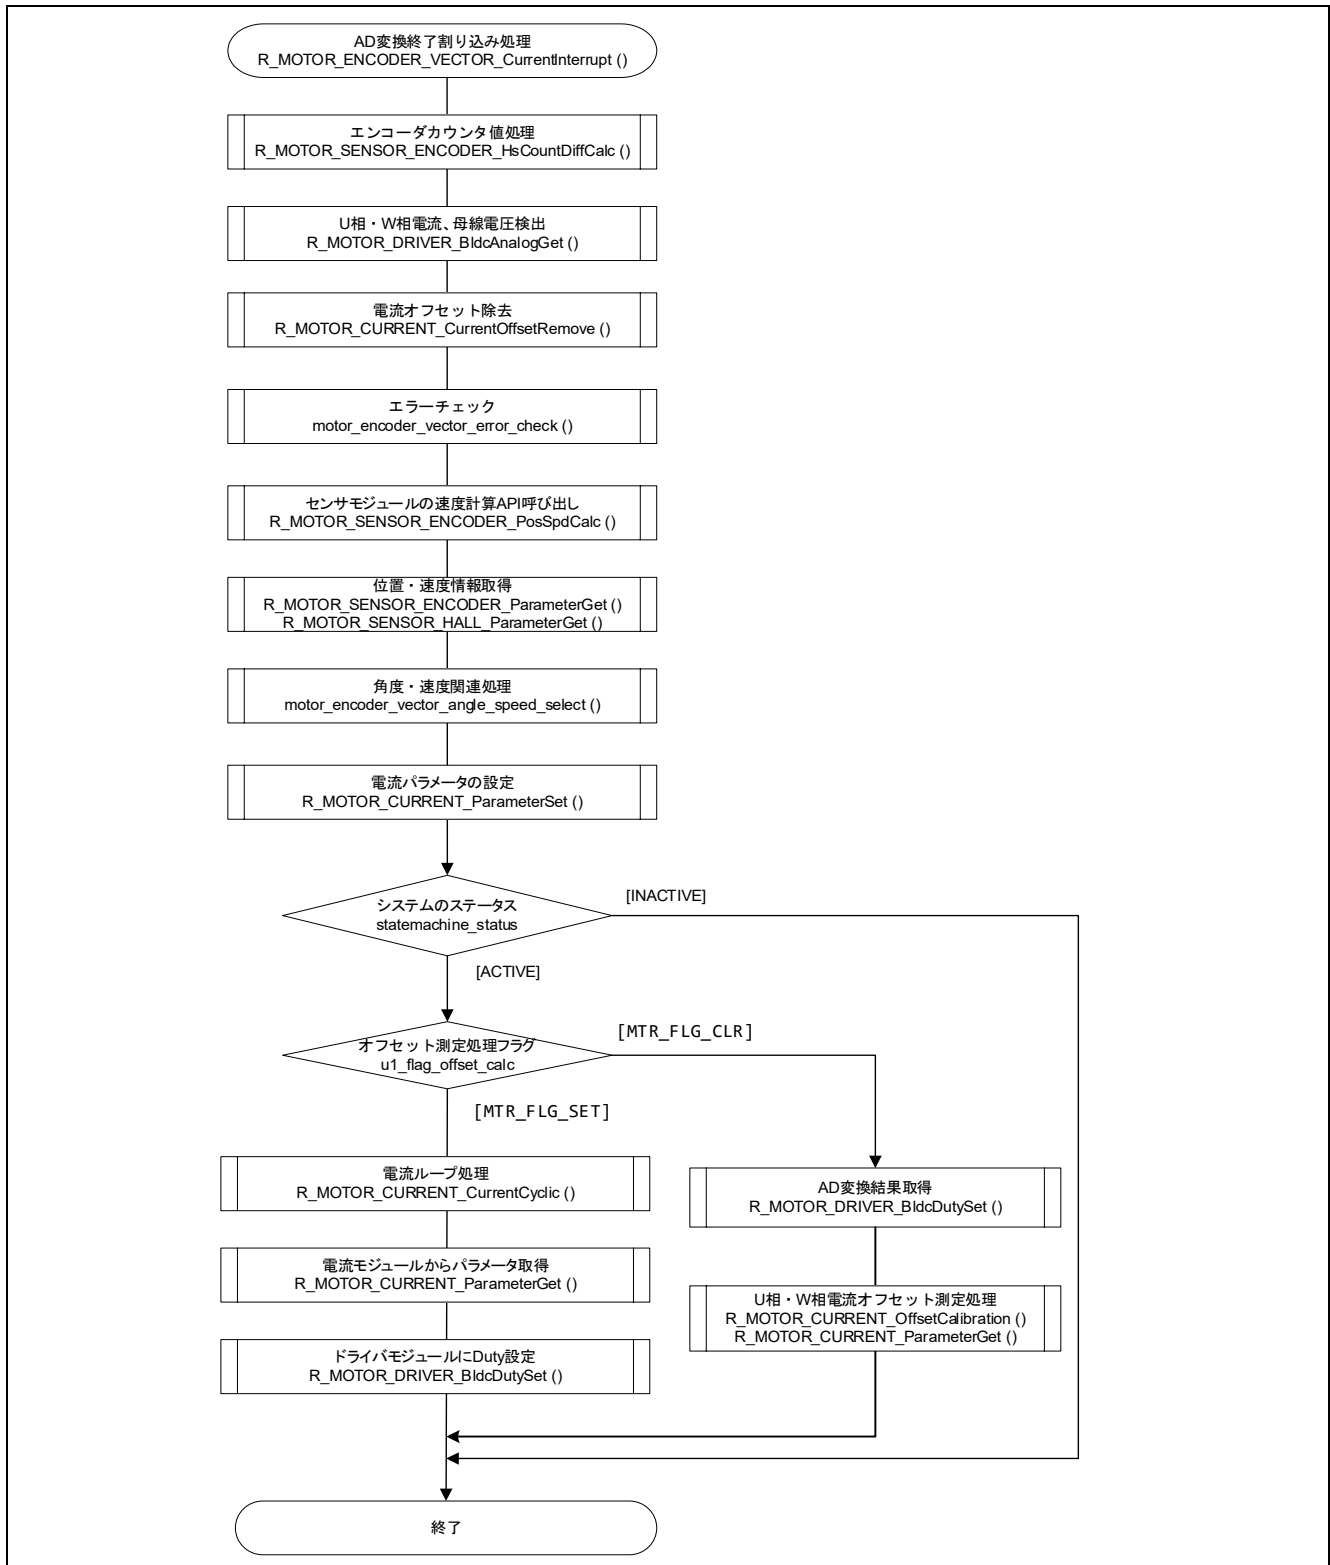 AD変換終了割り込み処理
R_MOTOR_ENCODER_VECTOR_CurrentInterrupt ()
エンコーダカウンタ値処理
R_MOTOR_SENSOR_ENCODER_HsCountDiffCalc ()
U相・W相電流、母線電圧検出
R_MOTOR_DRIVER_BldcAnalogGet ()
電流オフセット除去
R_MOTOR_CURRENT_CurrentOffsetRemove ()
エラーチェック
motor_encoder_vector_error_check ()
センサモジュールの速度計算API呼び出し
R_MOTOR_SENSOR_ENCODER_PosSpdCalc ()
位置・速度情報取得
R_MOTOR_SENSOR_ENCODER_ParameterGet ()
R_MOTOR_SENSOR_HALL_ParameterGet ()
角度・速度関連処理
motor_encoder_vector_angle_speed_select ()
電流パラメータの設定
R_MOTOR_CURRENT_ParameterSet ()
システムのステータス
statemachine_status
[INACTIVE]
[ACTIVE]
オフセット測定処理フラグ
u1_flag_offset_calc
[MTR_FLG_CLR]
[MTR_FLG_SET]
電流ループ処理
R_MOTOR_CURRENT_CurrentCyclic ()
電流モジュールからパラメータ取得
R_MOTOR_CURRENT_ParameterGet ()
ドライバモジュールにDuty設定
R_MOTOR_DRIVER_BldcDutySet ()
AD変換結果取得
R_MOTOR_DRIVER_BldcDutySet ()
U相・W相電流オフセット測定処理
R_MOTOR_CURRENT_OffsetCalibration ()
R_MOTOR_CURRENT_ParameterGet ()
終了